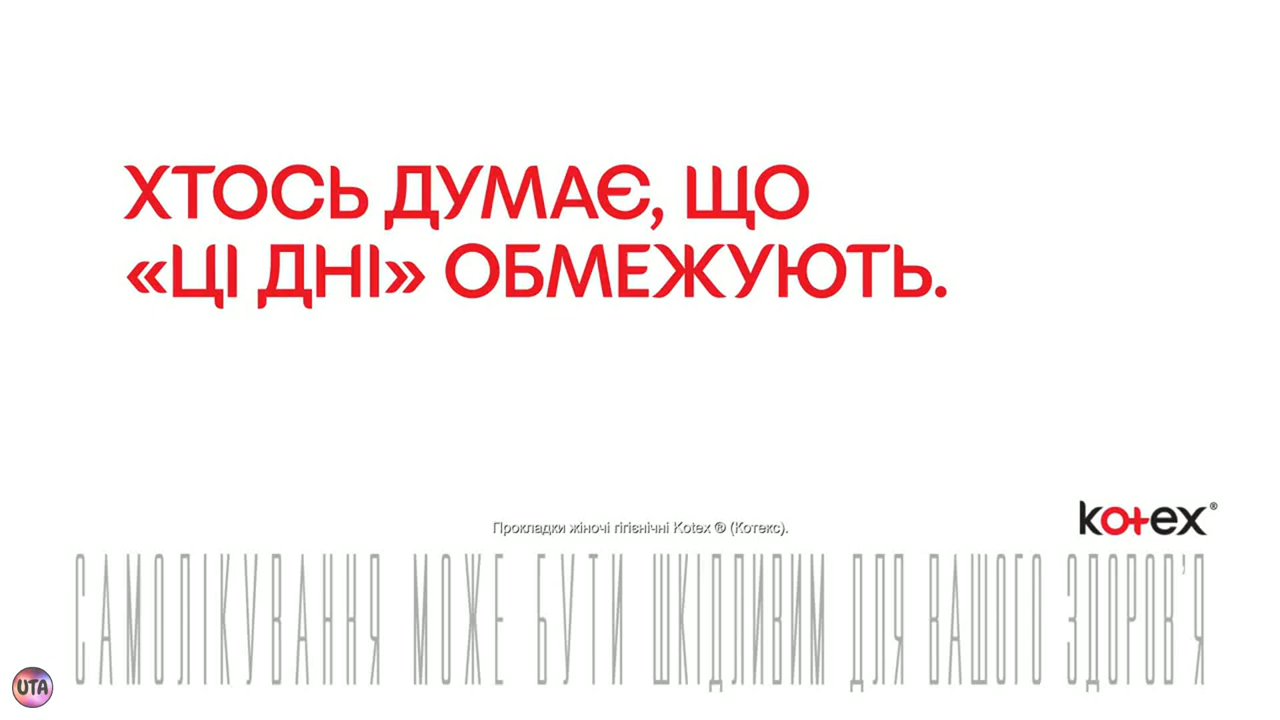 ХТОСЬ ДУМАЄ, ЩО
«ЦІ ДНІ» ОБМЕЖУЮТЬ.
kotex®
Прокладки жіночі гігієнічні Kotex ® (Котекс).
САМОЛІКУВАННЯ МОЖЕ БУТИ ШКІДЛИВИМ ДЛЯ ВАШОГО ЗДОРОВ'Я
UTA